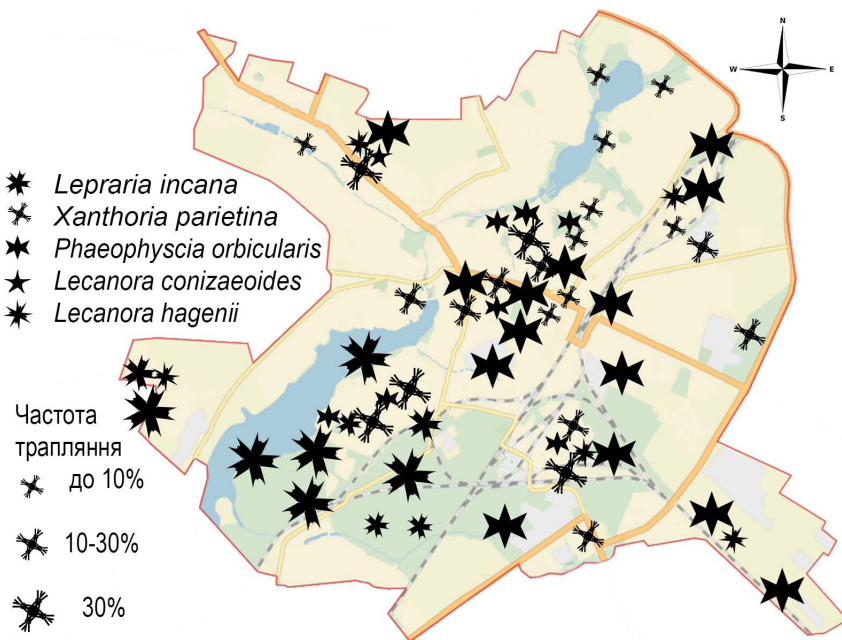 N
W
E
S
Lepraria incana
Xanthoria parietina
Phaeophyscia orbicularis
Lecanora conizaeoides
Lecanora hagenii
Частота
трапляння
до 10%
10-30%
30%